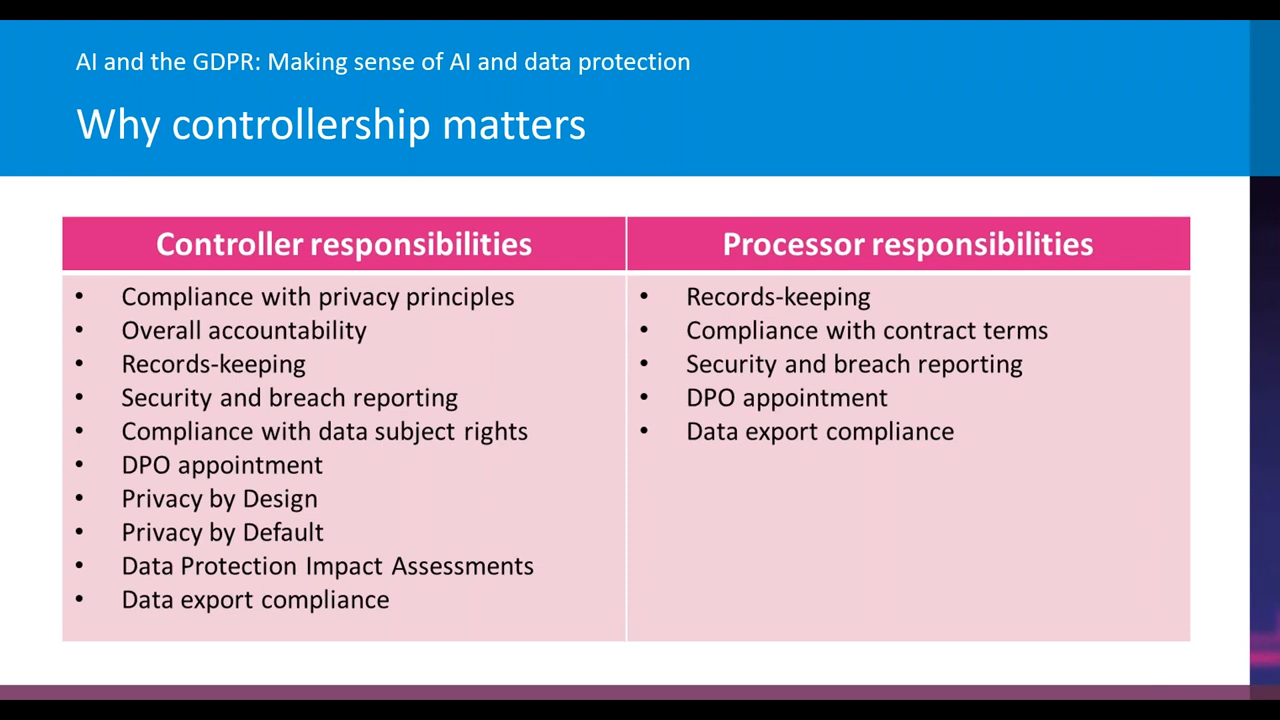 AI and the GDPR: Making sense of AI and data protection
Why controllership matters
Controller responsibilities
• Compliance with privacy principles
• Overall accountability
• Records-keeping
• Security and breach reporting
• Compliance with data subject rights
• DPO appointment
• Privacy by Design
• Privacy by Default
• Data Protection Impact Assessments
• Data export compliance
Processor responsibilities
• Records-keeping
• Compliance with contract terms
• Security and breach reporting
• DPO appointment
• Data export compliance